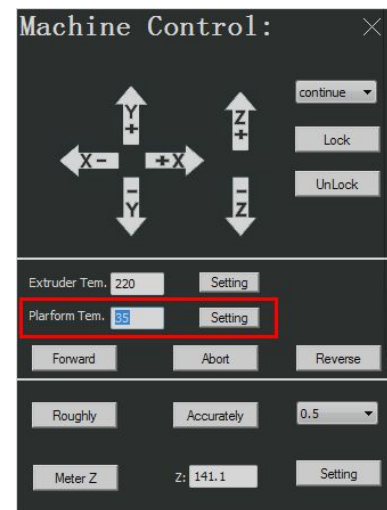 Machine Control:
continue
Y+
Z+
Lock
X-
+X
UnLock
-Y
-Z
Extruder Tem. 220 Setting
Plarform Tem. 35 Setting
Forward Abort Reverse
Roughly Accurately 0.5
Meter Z Z: 141.1 Setting